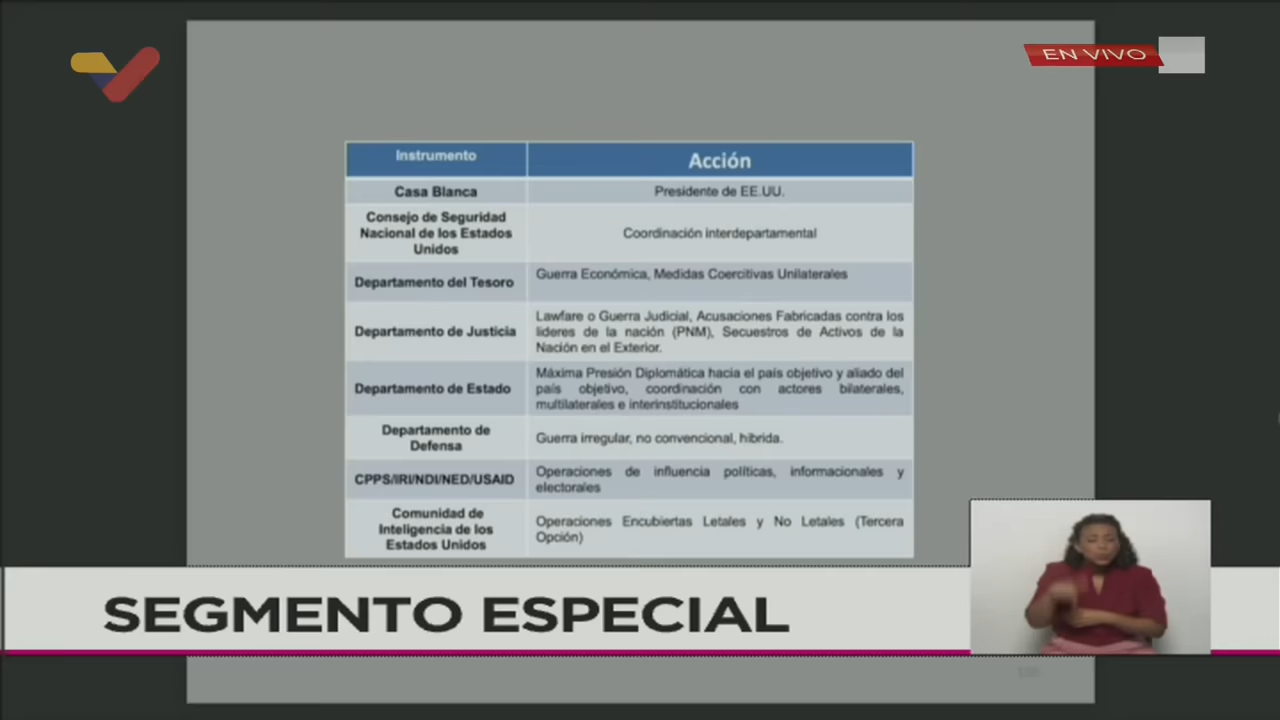 EN VIVO
Instrumento
Acción
Casa Blanca
Presidente de EE.UU.
Consejo de Seguridad
Nacional de los Estados
Unidos
Coordinación interdepartamental
Departamento del Tesoro
Guerra Económica, Medidas Coercitivas Unilaterales
Departamento de Justicia
Lawfare o Guerra Judicial, Acusaciones Fabricadas contra los
lideres de la nación (PNM), Secuestros de Activos de la
Nación en el Exterior.
Departamento de Estado
Máxima Presión Diplomática hacia el país objetivo y aliado del
país objetivo, coordinación con actores bilaterales,
multilaterales e interinstitucionales
Departamento de
Defensa
Guerra irregular, no convencional, hibrida.
CPPS/IRI/NDI/NED/USAID
Operaciones de influencia políticas, informacionales y
electorales
Comunidad de
Inteligencia de los
Estados Unidos
Operaciones Encubiertas Letales y No Letales (Tercera
Opción)
SEGMENTO ESPECIAL